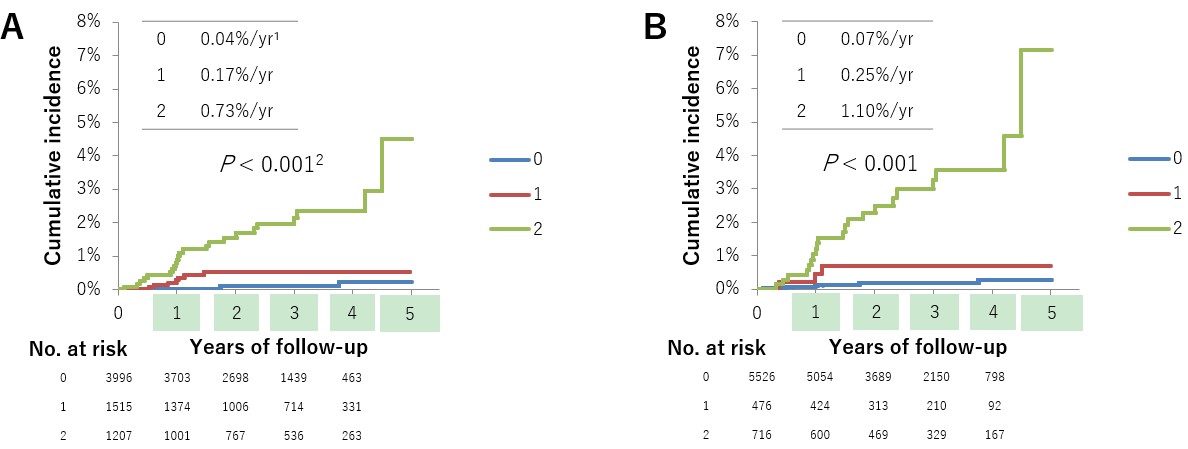 A
Cumulative incidence
8%
7%
6%
5%
4%
3%
2%
1%
0%
0 0.04%/yr¹
1 0.17%/yr
2 0.73%/yr
P < 0.001²
0
1
2
0 1 2 3 4 5
Years of follow-up
No. at risk
0 3996 3703 2698 1439 463
1 1515 1374 1006 714 331
2 1207 1001 767 536 263
B
Cumulative incidence
8%
7%
6%
5%
4%
3%
2%
1%
0%
0 0.07%/yr
1 0.25%/yr
2 1.10%/yr
P < 0.001
0
1
2
0 1 2 3 4 5
Years of follow-up
No. at risk
0 5526 5054 3689 2150 798
1 476 424 313 210 92
2 716 600 469 329 167